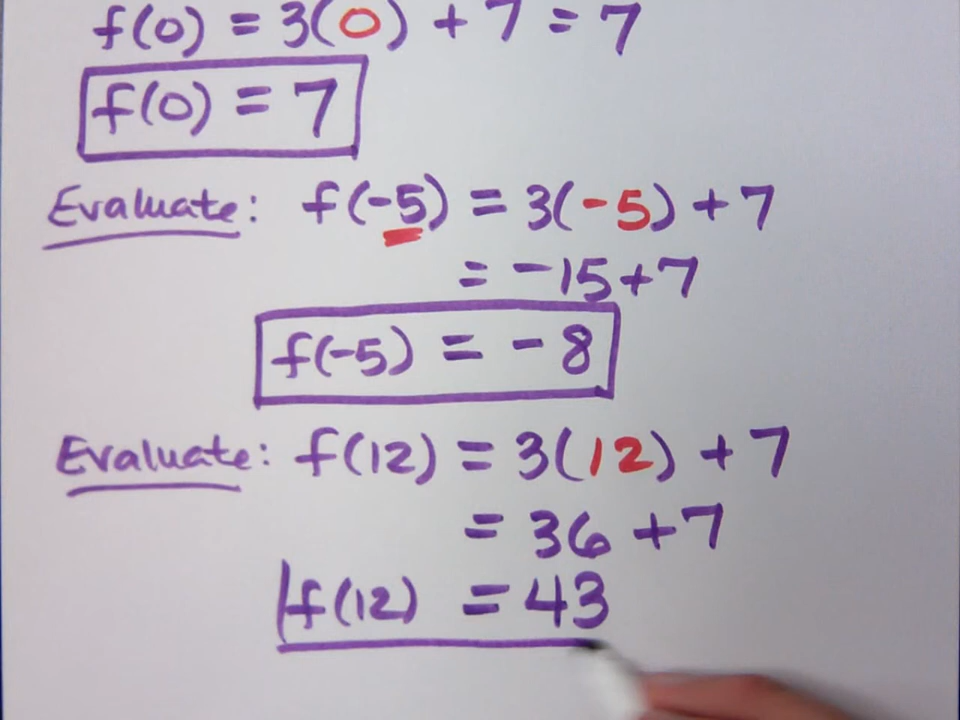 f(0) = 3(0) + 7 = 7
f(0) = 7
Evaluate: f(-5) = 3(-5) + 7
= -15+7
f(-5) = -8
Evaluate: f(12) = 3(12) + 7
= 36 +7
f(12) = 43